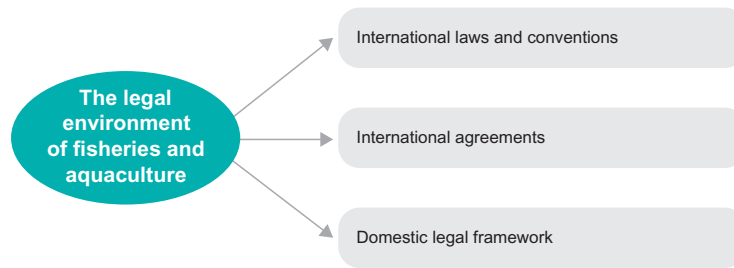 The legal
environment
of fisheries and
aquaculture
International laws and conventions
International agreements
Domestic legal framework